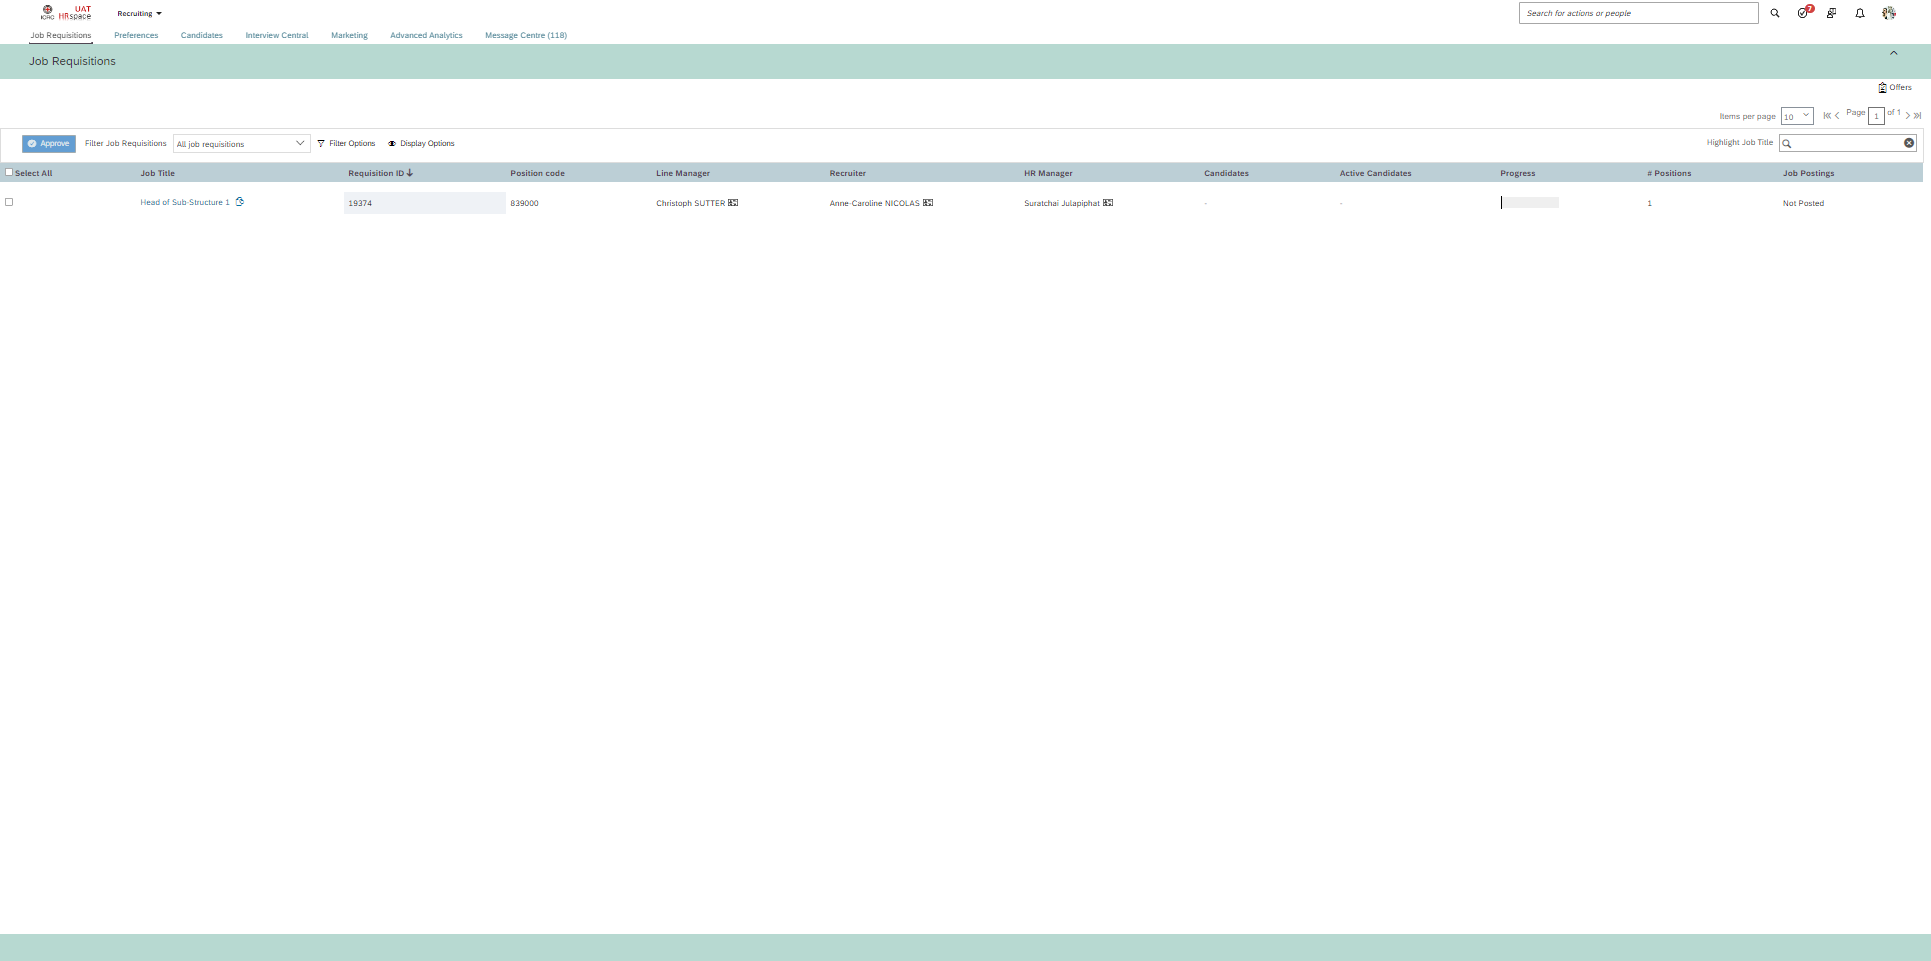 ICRC UAT HRspace Recruiting Search for actions or people 7
Job Requisitions Preferences Candidates Interview Central Marketing Advanced Analytics Message Centre (118)
Job Requisitions
Offers
Items per page 10 Page 1 of 1
Approve Filter Job Requisitions All job requisitions Filter Options Display Options Highlight Job Title
Select All Job Title Requisition ID Position code Line Manager Recruiter HR Manager Candidates Active Candidates Progress # Positions Job Postings
Head of Sub-Structure 1 19374 839000 Christoph SUTTER Anne-Caroline NICOLAS Suratchai Julapiphat - - 1 Not Posted